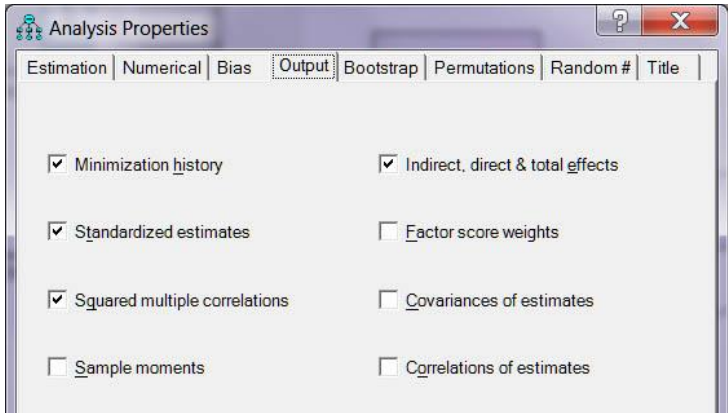 Analysis Properties
? X
Estimation Numerical Bias Output Bootstrap Permutations Random # Title
Minimization history
Indirect, direct & total effects
Standardized estimates
Factor score weights
Squared multiple correlations
Covariances of estimates
Sample moments
Correlations of estimates